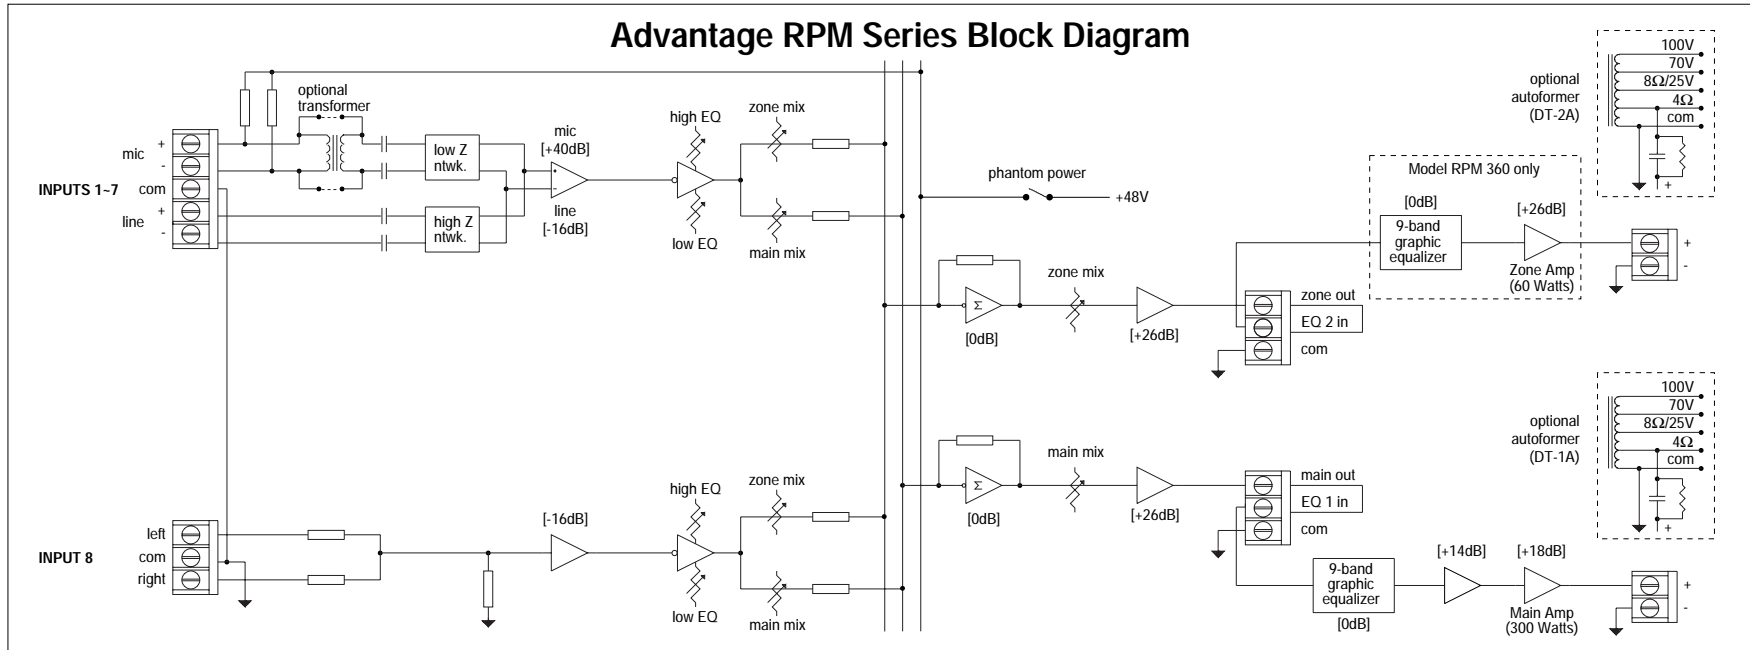 Advantage RPM Series Block Diagram
INPUTS 1~7
mic
+
-
com
line
+
-
optional
transformer
low Z
ntwk.
high Z
ntwk.
mic
[+40dB]
+
-
line
[-16dB]
high EQ
low EQ
zone mix
main mix
phantom power
+48V
Σ
[0dB]
zone mix
[+26dB]
zone out
EQ 2 in
com
Model RPM 360 only
[0dB]
9-band
graphic
equalizer
[+26dB]
Zone Amp
(60 Watts)
+
-
optional
autoformer
(DT-2A)
100V
70V
8Ω/25V
4Ω
com
+
INPUT 8
left
com
right
[-16dB]
high EQ
low EQ
zone mix
main mix
Σ
[0dB]
main mix
[+26dB]
main out
EQ 1 in
com
9-band
graphic
equalizer
[0dB]
[+14dB]
[+18dB]
Main Amp
(300 Watts)
+
-
optional
autoformer
(DT-1A)
100V
70V
8Ω/25V
4Ω
com
+